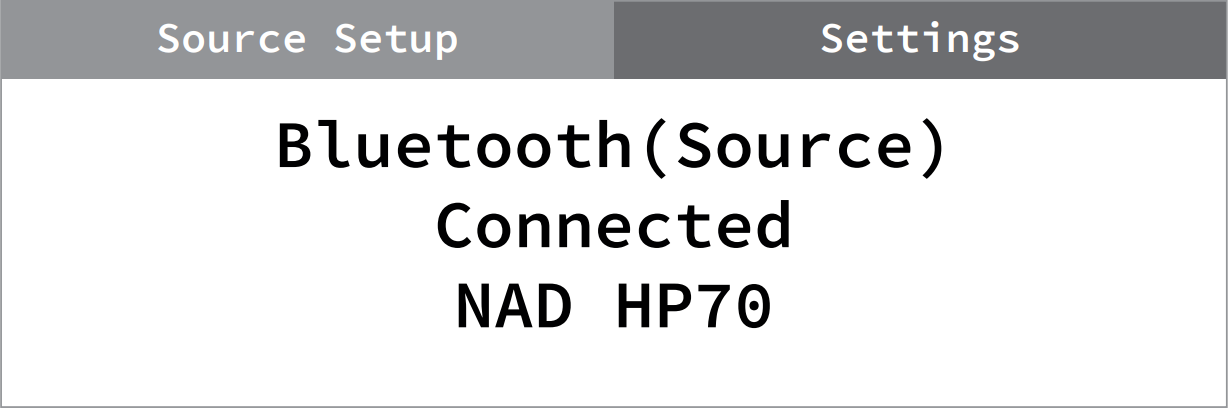 Source Setup
Settings
Bluetooth(Source)
Connected
NAD HP70